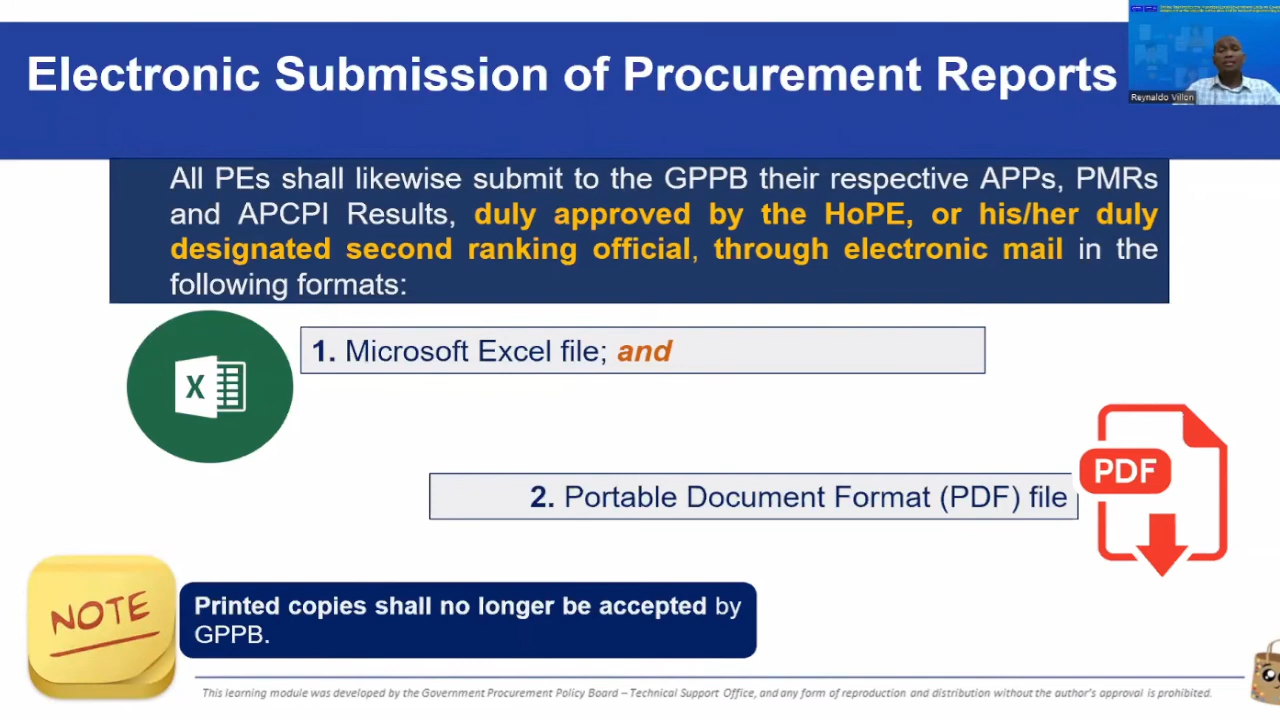 Electronic Submission of Procurement Reports
Reynaldo Villon
All PEs shall likewise submit to the GPPB their respective APPs, PMRs
and APCPI Results, duly approved by the HoPE, or his/her duly
designated second ranking official, through electronic mail in the
following formats:
X
1. Microsoft Excel file; and
PDF
2. Portable Document Format (PDF) file
NOTE
Printed copies shall no longer be accepted by
GPPB.
This learning module was developed by the Government Procurement Policy Board – Technical Support Office, and any form of reproduction and distribution without the author's approval is prohibited.